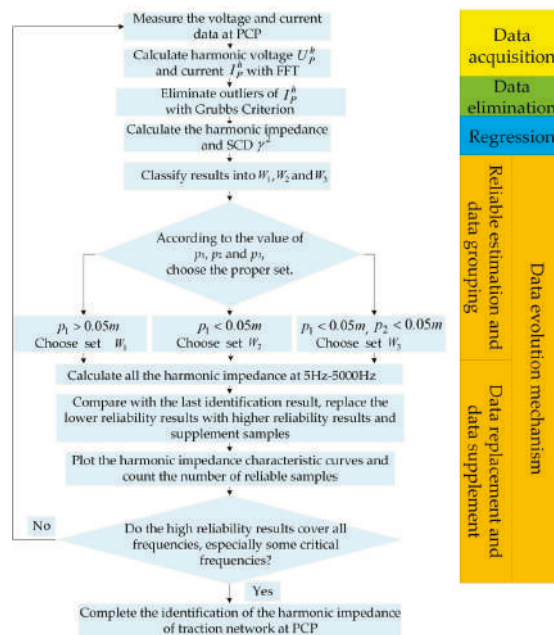 Measure the voltage and current
data at PCP
Calculate harmonic voltage U_P^h
and current I_P^h with FFT
Eliminate outliers of I_P^h
with Grubbs Criterion
Calculate the harmonic impedance
and SCD γ²
Classify results into W₁, W₂ and W₃
According to the value of
p₁, p₂ and p₃,
choose the proper set.
p₁ > 0.05m
Choose set W₁
p₁ < 0.05m
Choose set W₂
p₁ < 0.05m, p₂ < 0.05m
Choose set W₃
Calculate all the harmonic impedance at 5Hz-5000Hz
Compare with the last identification result, replace the
lower reliability results with higher reliability results and
supplement samples
Plot the harmonic impedance characteristic curves and
count the number of reliable samples
No
Do the high reliability results cover all
frequencies, especially some critical
frequencies?
Yes
Complete the identification of the harmonic impedance
of traction network at PCP
Data
acquisition
Data
elimination
Regression
Reliable estimation and
data grouping
Data replacement and
data supplement
Data evolution mechanism